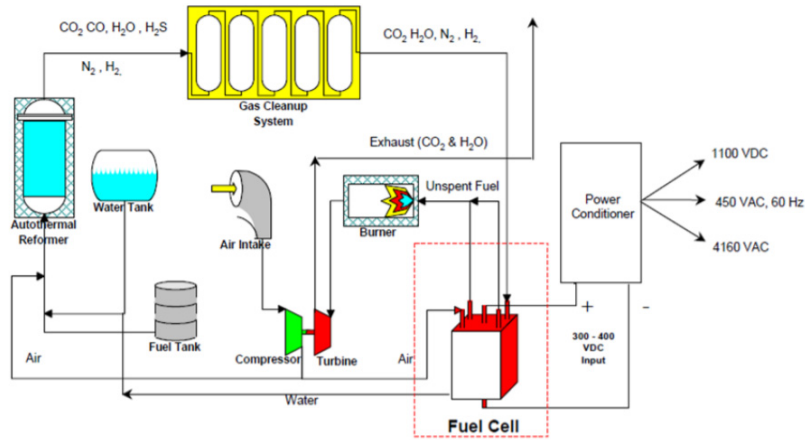 CO2 CO, H2O , H2S
N2 , H2,
Gas Cleanup
System
CO2 H2O, N2 , H2,
Exhaust (CO2 & H2O)
Autothermal
Reformer
Water Tank
Air Intake
Burner
Unspent Fuel
Power
Conditioner
1100 VDC
450 VAC, 60 Hz
4160 VAC
Fuel Tank
Compressor
Turbine
Air
Air
Water
Fuel Cell
+
-
300 - 400
VDC
Input